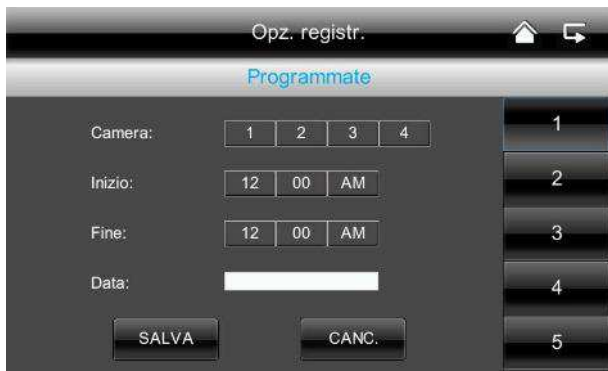 Opz. registr.
Programmate
Camera: 1 2 3 4
Inizio: 12 00 AM
Fine: 12 00 AM
Data:
SALVA CANC.
1
2
3
4
5